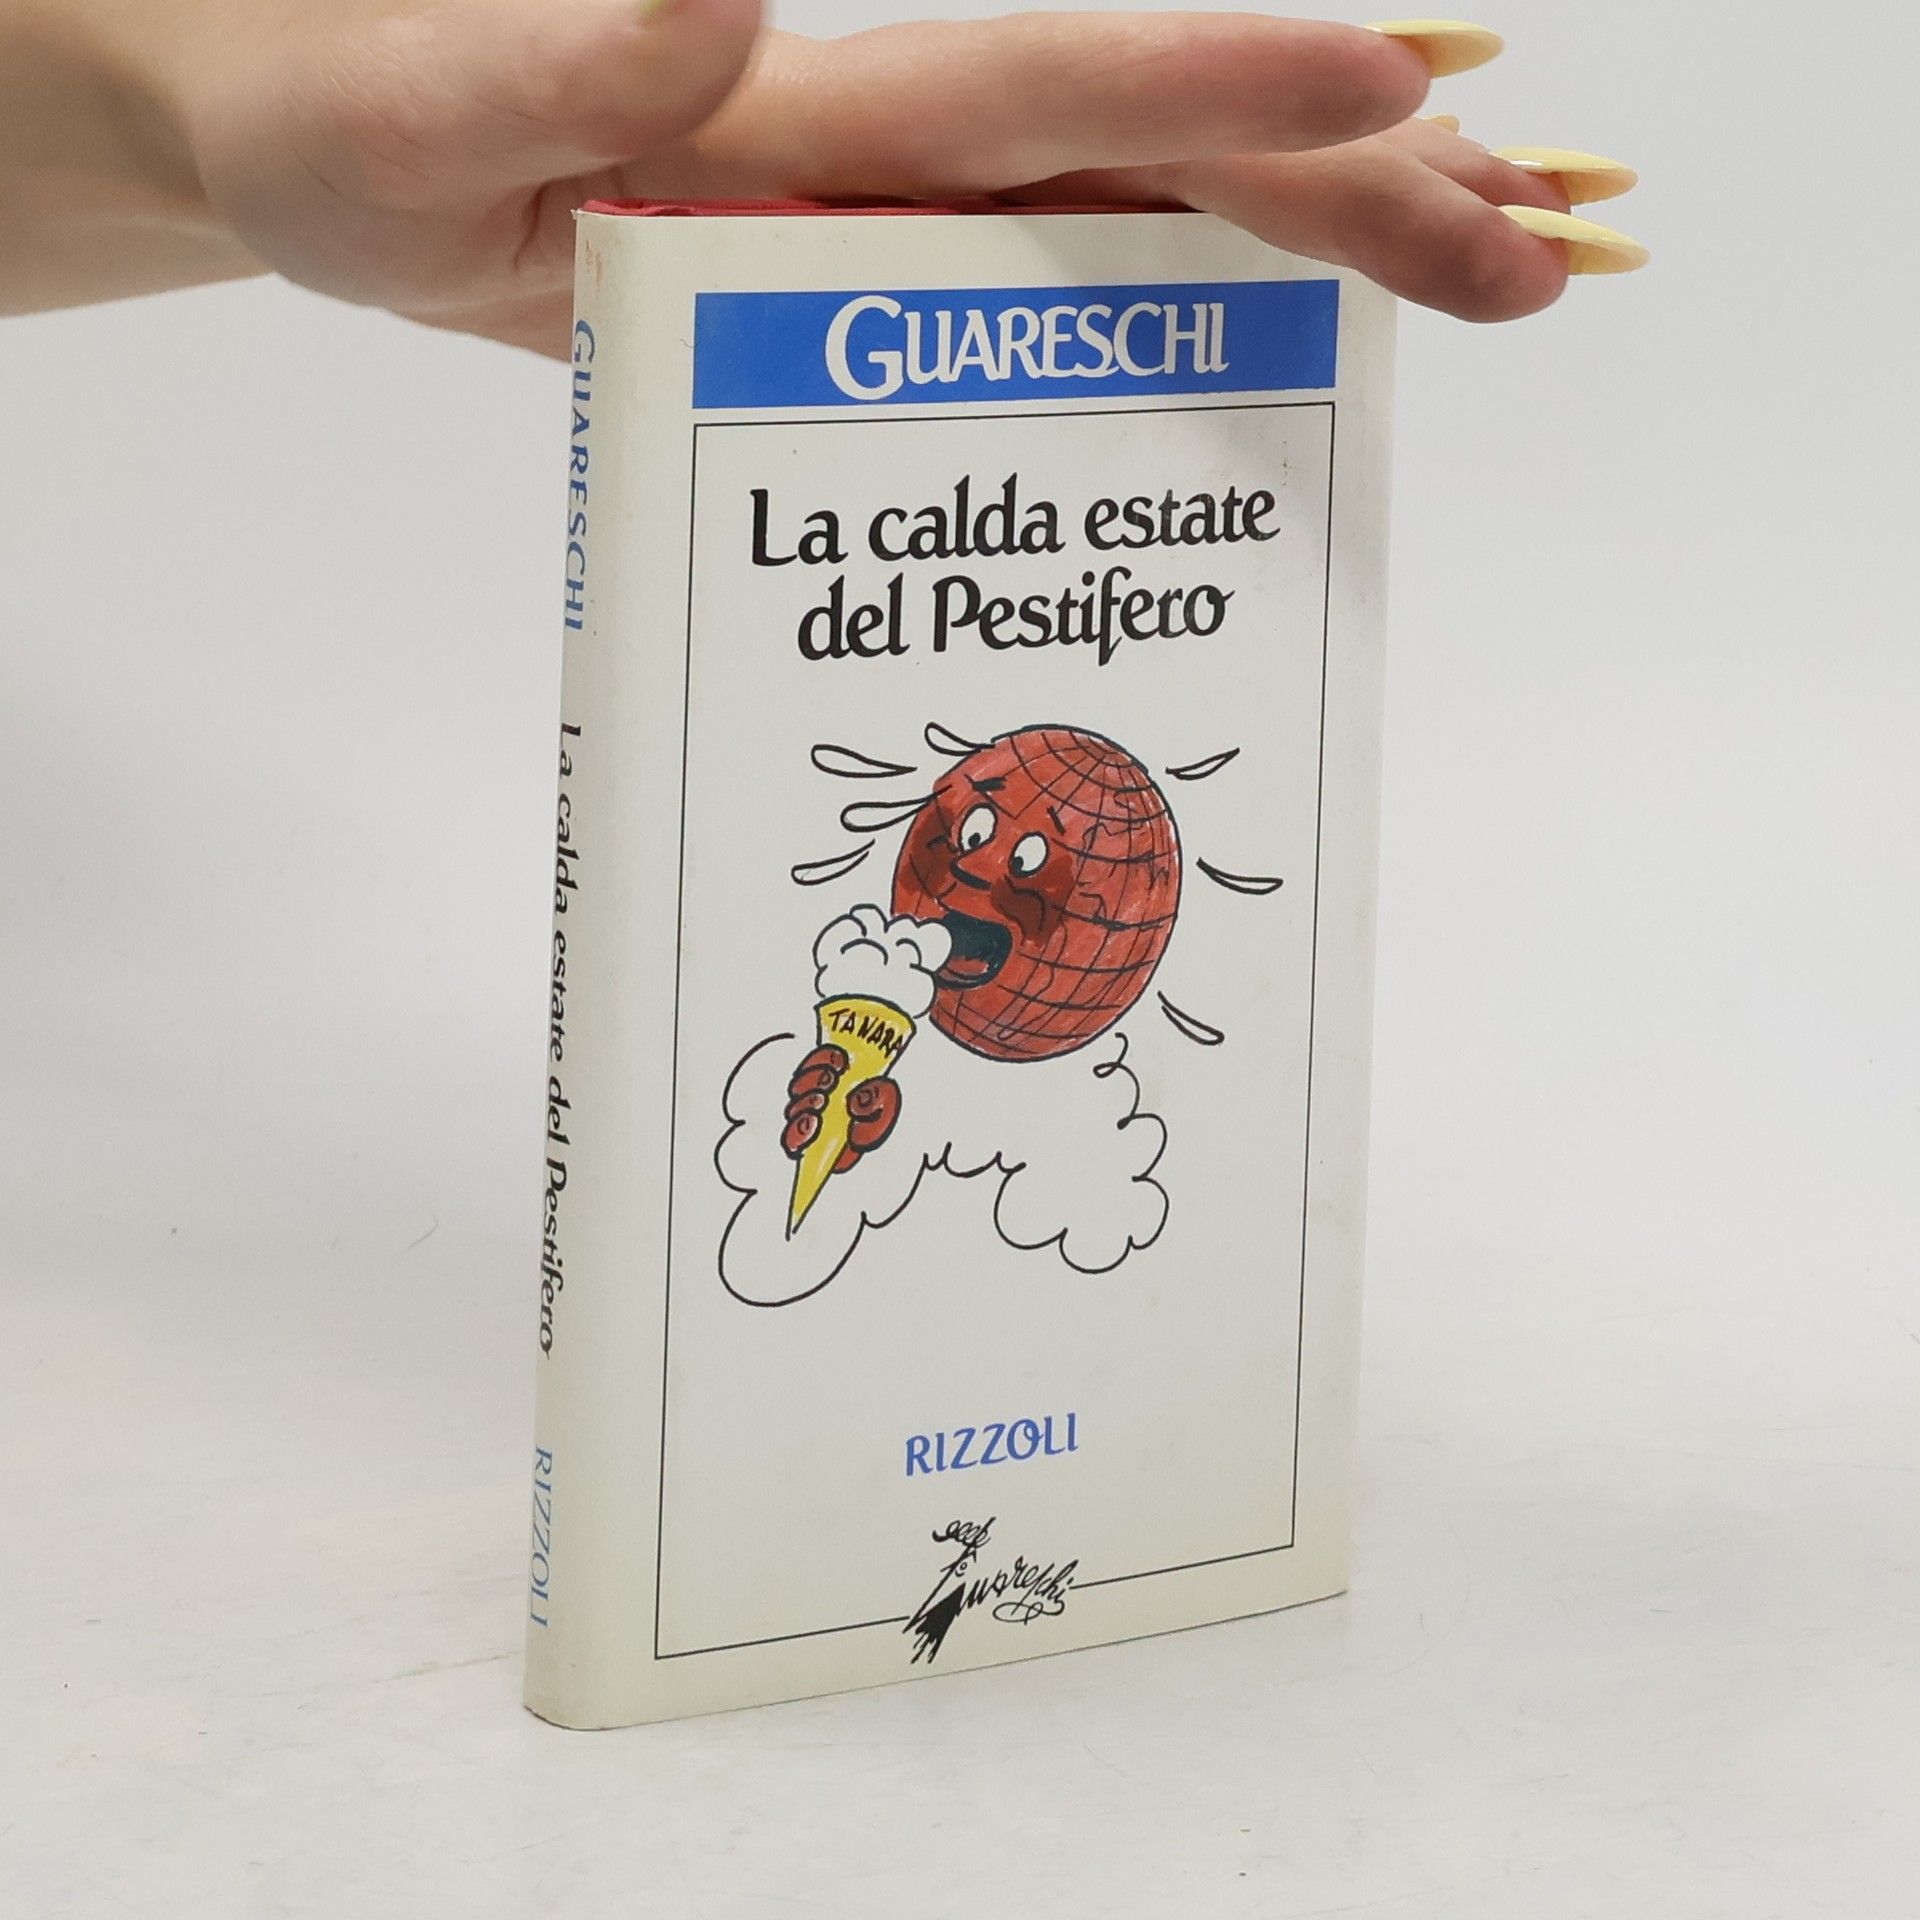 GUARESCHI
La calda estate
del Pestifero
TANARA
RIZZOLI
Guareschi
GUARESCHI La calda estate del Pestifero RIZZOLI